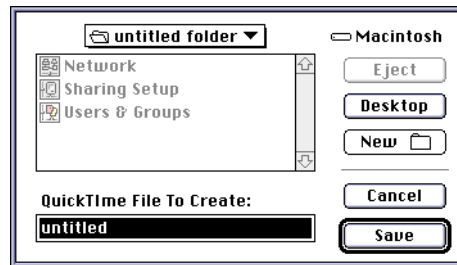 untitled folder
Macintosh
Network
Sharing Setup
Users & Groups
Eject
Desktop
New
QuickTIme File To Create:
untitled
Cancel
Save